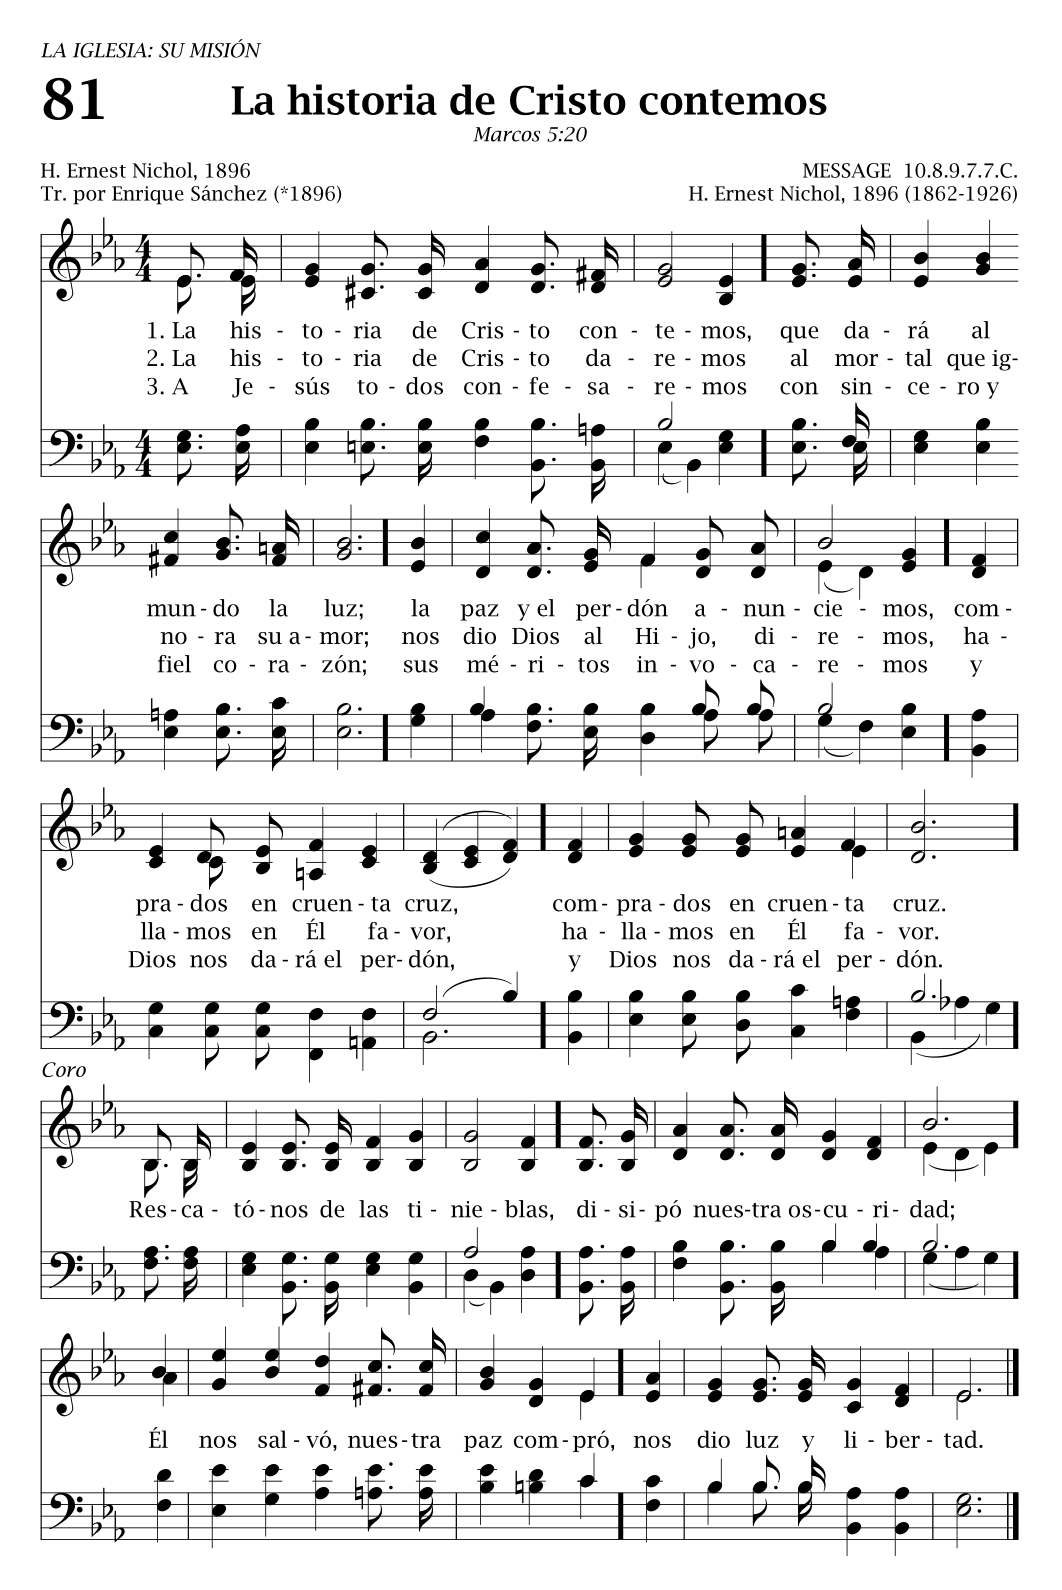 LA IGLESIA: SU MISIÓN
81 La historia de Cristo contemos
Marcos 5:20
H. Ernest Nichol, 1896 MESSAGE 10.8.9.7.7.C.
Tr. por Enrique Sánchez (*1896) H. Ernest Nichol, 1896 (1862-1926)
1. La his - to - ria de Cris - to con - te - mos, que da - rá al
2. La his - to - ria de Cris - to da - re - mos al mor - tal que ig-
3. A Je - sús to - dos con - fe - sa - re - mos con sin - ce - ro y
mun - do la luz; la paz y el per - dón a - nun - cie - mos, com -
no - ra su a - mor; nos dio Dios al Hi - jo, di - re - mos, ha -
fiel co - ra - zón; sus mé - ri - tos in - vo - ca - re - mos y
pra - dos en cruen - ta cruz, com - pra - dos en cruen - ta cruz.
lla - mos en Él fa - vor, ha - lla - mos en Él fa - vor.
Dios nos da - rá el per- dón, y Dios nos da - rá el per - dón.
Coro
Res - ca - tó - nos de las ti - nie - blas, di - si - pó nues-tra os-cu - ri - dad;
Él nos sal - vó, nues - tra paz com - pró, nos dio luz y li - ber - tad.